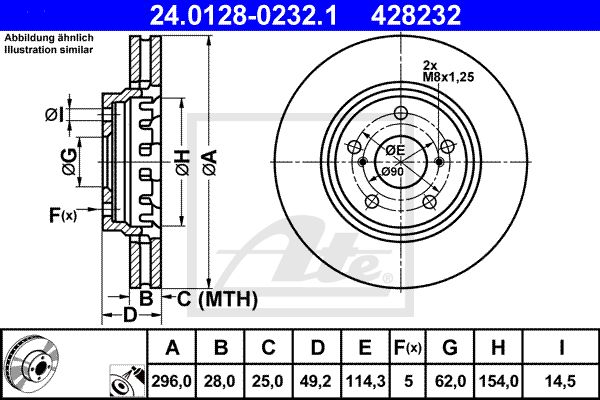 24.0128-0232.1 428232
Abbildung ähnlich
Illustration similar
2x
M8x1,25
ØI
ØG
ØH
ØA
ØE
Ø90
F(x)
B
C (MTH)
D
Ate
A B C D E F(x) G H I
296,0 28,0 25,0 49,2 114,3 5 62,0 154,0 14,5